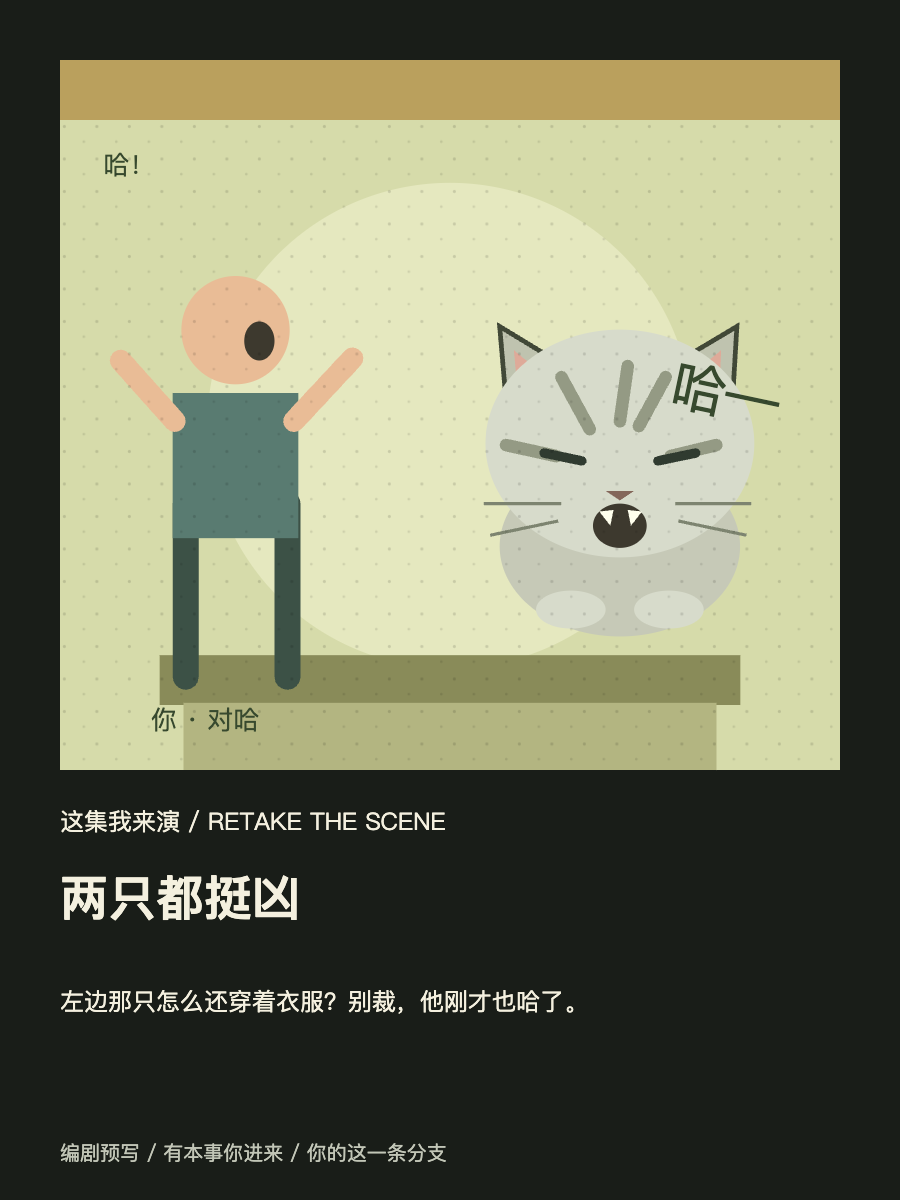 哈!
哈—
你 · 对哈
这集我来演 / RETAKE THE SCENE
两只都挺凶
左边那只怎么还穿着衣服？别裁，他刚才也哈了。
编剧预写 / 有本事你进来 / 你的这一条分支